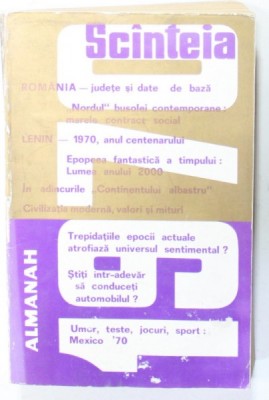 Scînteia
ROMÂNIA — județe și date de bază
„Nordul" busolei contemporane :
marele contract social
LENIN — 1970, anul centenarului
Epopeea fantastică a timpului :
Lumea anului 2000
În adîncurile „Continentului albastru"
Civilizația modernă, valori și mituri
Trepidațiile epocii actuale
atrofiază universul sentimental ?
Știți într-adevăr
să conduceți
automobilul ?
Umor, teste, jocuri, sport :
Mexico '70
ALMANAH
1970